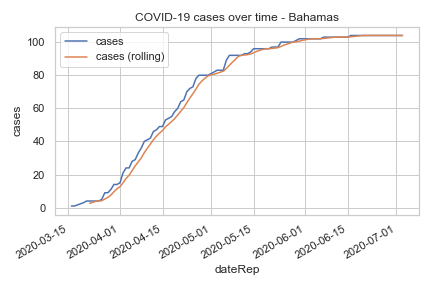 COVID-19 cases over time - Bahamas
cases
cases (rolling)
100
80
60
40
20
0
cases
2020-03-15
2020-04-01
2020-04-15
2020-05-01
2020-05-15
2020-06-01
2020-06-15
2020-07-01
dateRep